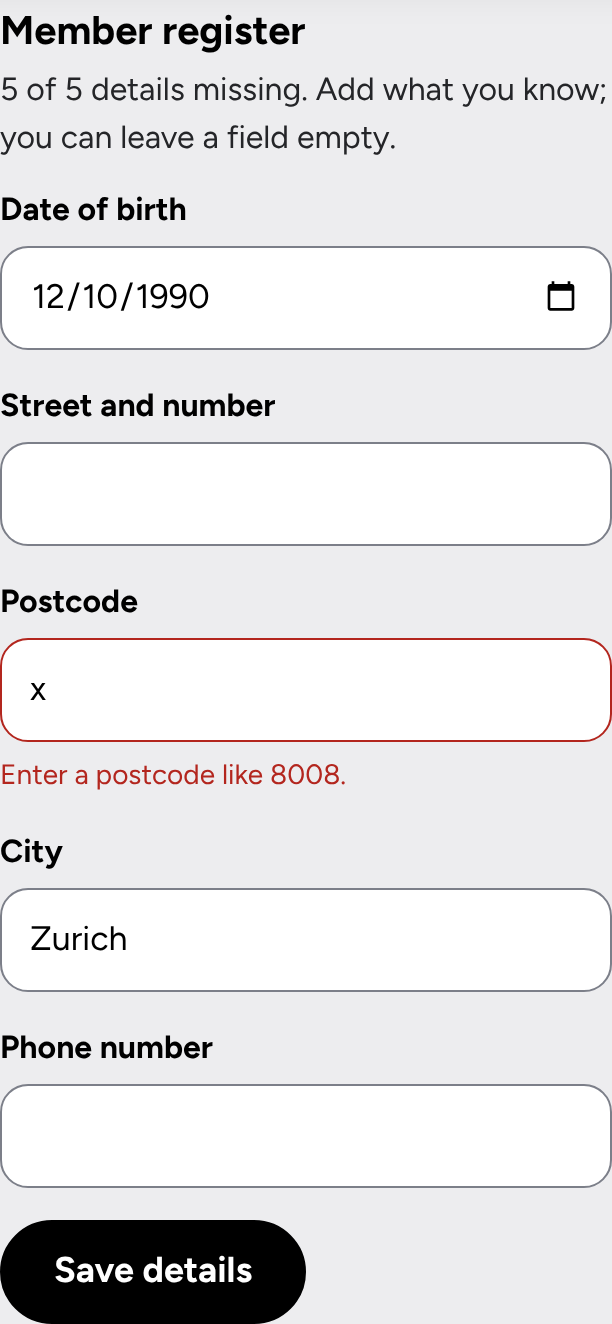 Member register
5 of 5 details missing. Add what you know;
you can leave a field empty.
Date of birth
12/10/1990
Street and number
Postcode
x
Enter a postcode like 8008.
City
Zurich
Phone number
Save details